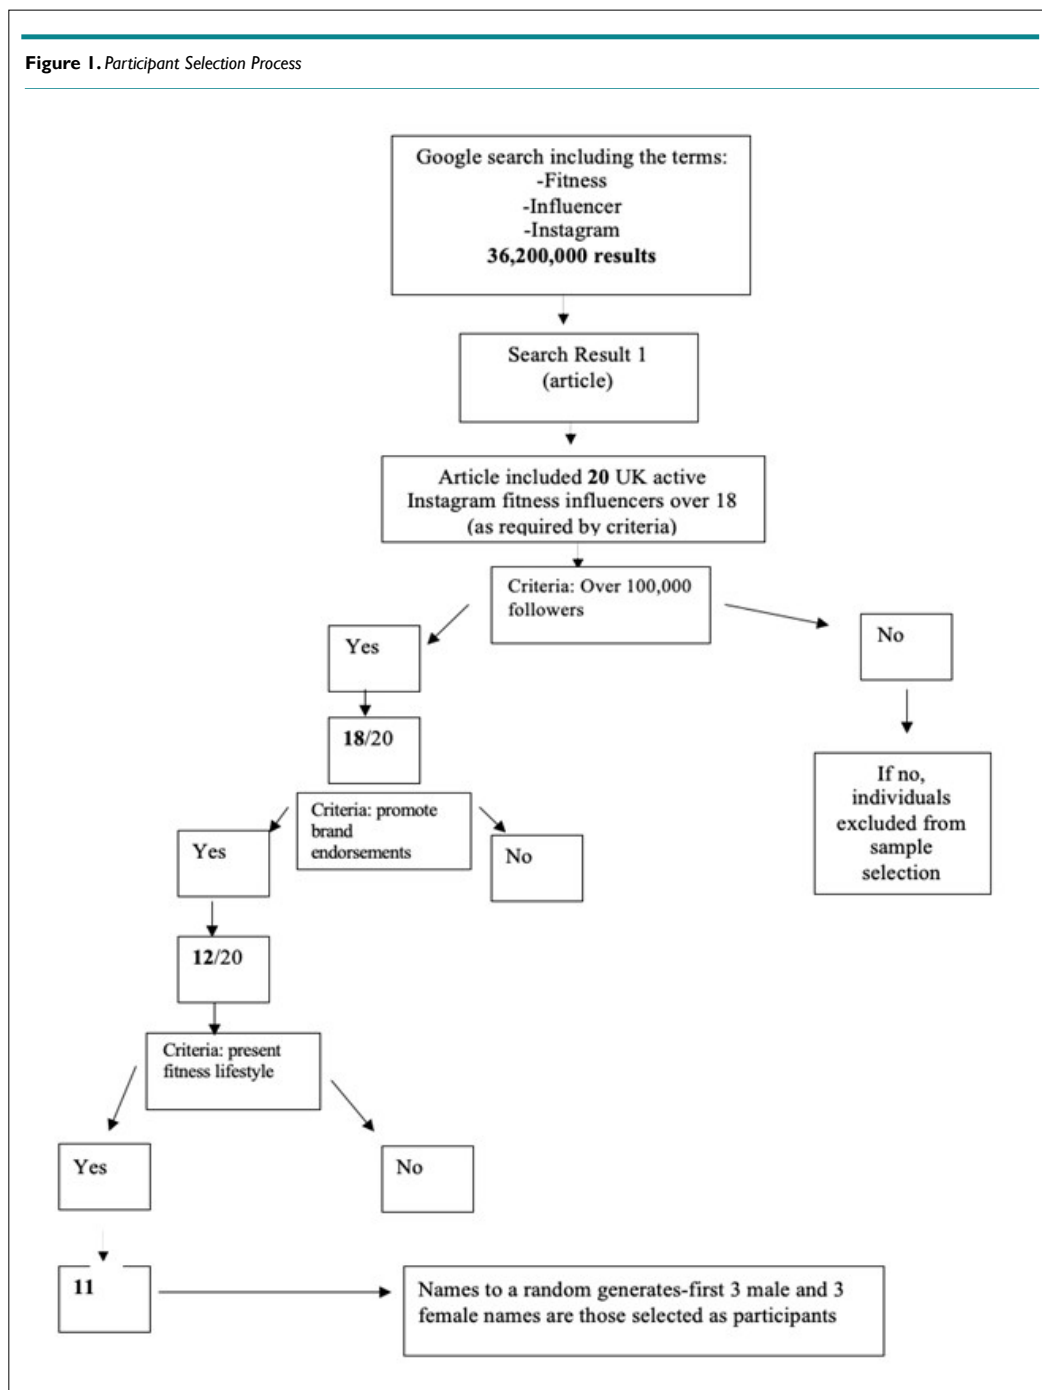 Figure 1. Participant Selection Process
Google search including the terms:
-Fitness
-Influencer
-Instagram
36,200,000 results
Search Result 1
(article)
Article included 20 UK active
Instagram fitness influencers over 18
(as required by criteria)
Criteria: Over 100,000
followers
Yes
No
18/20
If no,
individuals
excluded from
sample
selection
Criteria: promote
brand
endorsements
Yes
No
12/20
Criteria: present
fitness lifestyle
Yes
No
11
Names to a random generates-first 3 male and 3
female names are those selected as participants